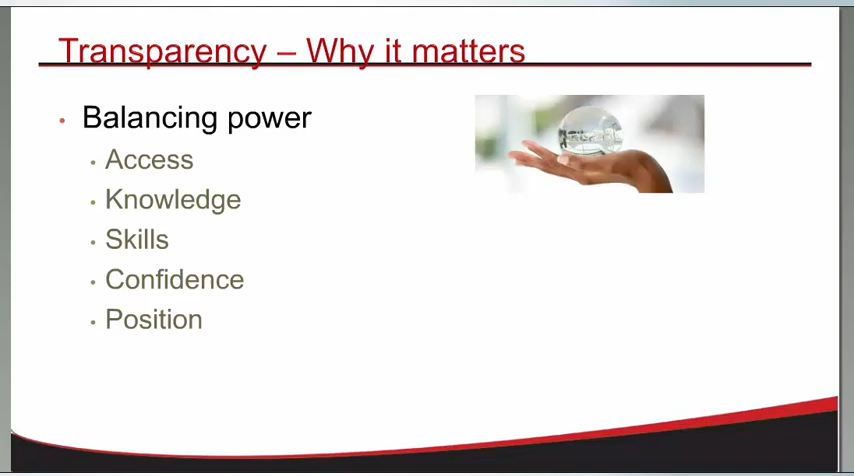 Transparency – Why it matters
Balancing power
Access
Knowledge
Skills
Confidence
Position